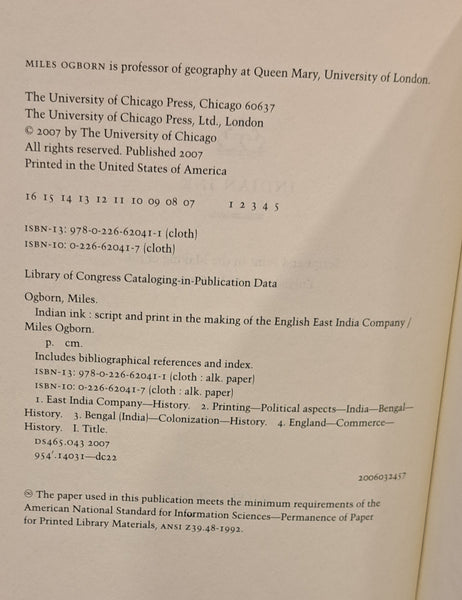 MILES OGBORN is professor of geography at Queen Mary, University of London.
The University of Chicago Press, Chicago 60637
The University of Chicago Press, Ltd., London
© 2007 by The University of Chicago
All rights reserved. Published 2007
Printed in the United States of America
16 15 14 13 12 11 10 09 08 07 1 2 3 4 5
ISBN-13: 978-0-226-62041-1 (cloth)
ISBN-10: 0-226-62041-7 (cloth)
Library of Congress Cataloging-in-Publication Data
Ogborn, Miles.
Indian ink : script and print in the making of the English East India Company /
Miles Ogborn.
p. cm.
Includes bibliographical references and index.
ISBN-13: 978-0-226-62041-1 (cloth : alk. paper)
ISBN-10: 0-226-62041-7 (cloth : alk. paper)
1. East India Company—History. 2. Printing—Political aspects—India—Bengal—
History. 3. Bengal (India)—Colonization—History. 4. England—Commerce—
History. I. Title.
DS465.043 2007
954′.14031—dc22
2006032457
♾ The paper used in this publication meets the minimum requirements of the
American National Standard for Information Sciences—Permanence of Paper
for Printed Library Materials, ANSI Z39.48-1992.